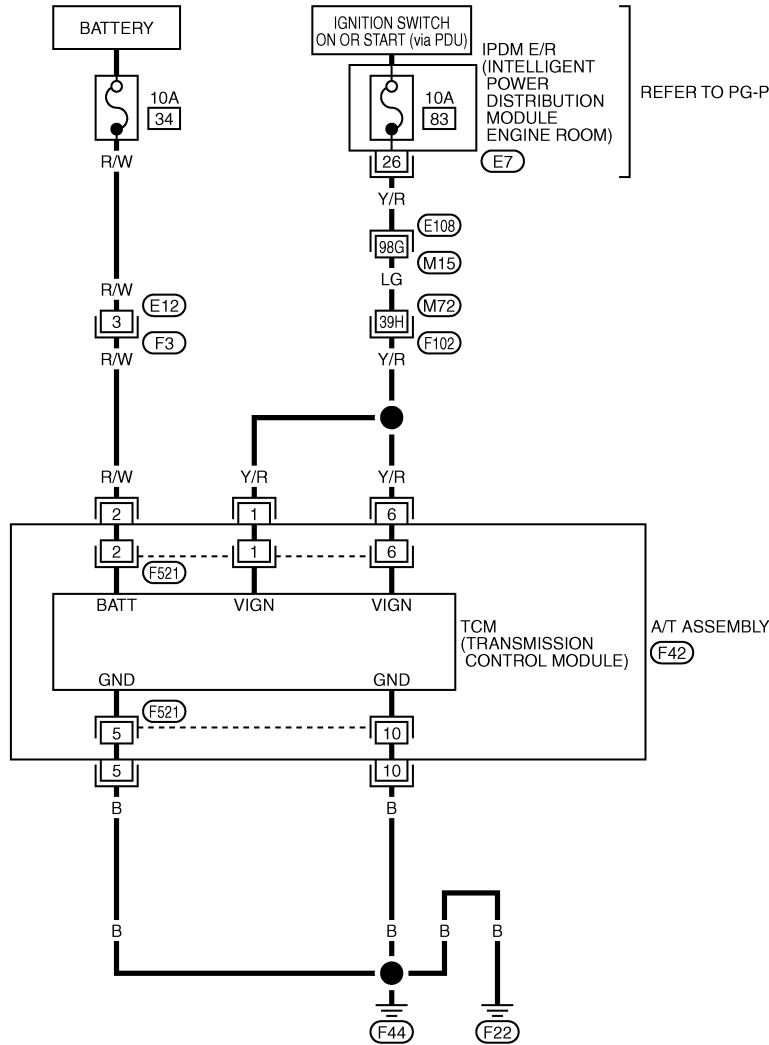 BATTERY
IGNITION SWITCH
ON OR START (via PDU)
IPDM E/R
(INTELLIGENT
POWER
DISTRIBUTION
MODULE
ENGINE ROOM)
REFER TO PG-P
10A
34
10A
83
26
E7
R/W
Y/R
E108
98G
M15
LG
R/W
E12
3
F3
R/W
M72
39H
F102
Y/R
R/W
Y/R
Y/R
2
1
6
2
1
6
F521
BATT
VIGN
VIGN
TCM
(TRANSMISSION
CONTROL MODULE)
A/T ASSEMBLY
F42
GND
GND
F521
5
10
5
10
B
B
B
B
B
B
F44
F22